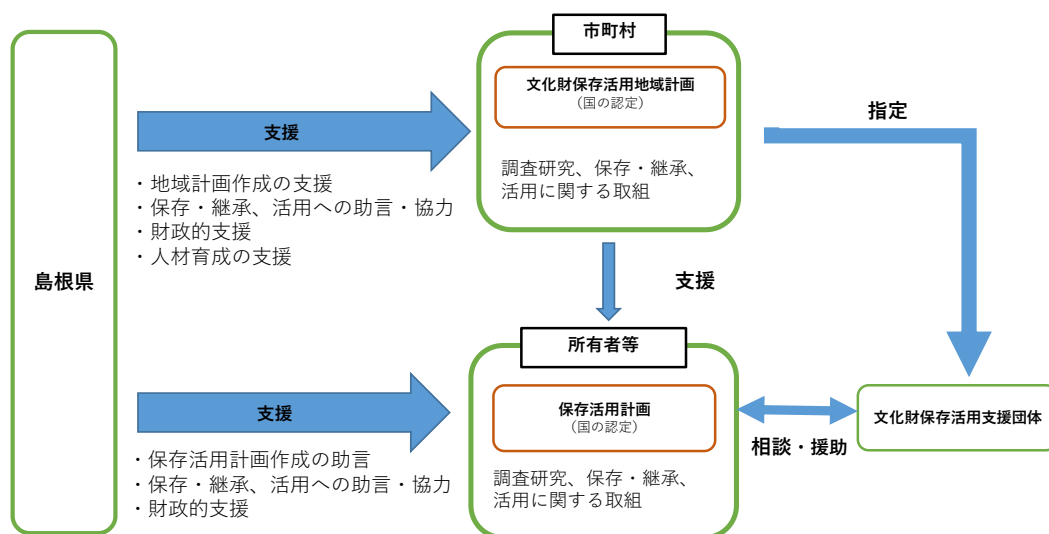 市町村
文化財保存活用地域計画
(国の認定)
指定
支援
調査研究、保存・継承、
活用に関する取組
・地域計画作成の支援
・保存・継承、活用への助言・協力
・財政的支援
・人材育成の支援
島根県
支援
所有者等
保存活用計画
(国の認定)
支援
文化財保存活用支援団体
相談・援助
・保存活用計画作成の助言
・保存・継承、活用への助言・協力
・財政的支援
調査研究、保存・継承、
活用に関する取組